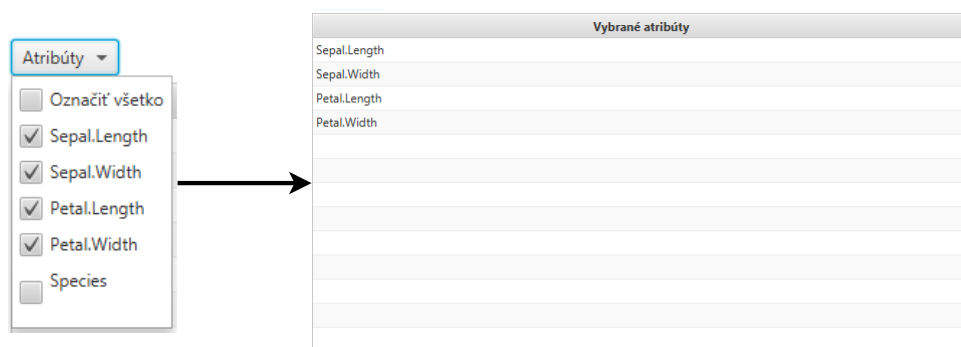 Atribúty
Označiť všetko
Sepal.Length
Sepal.Width
Petal.Length
Petal.Width
Species
Vybrané atribúty
Sepal.Length
Sepal.Width
Petal.Length
Petal.Width